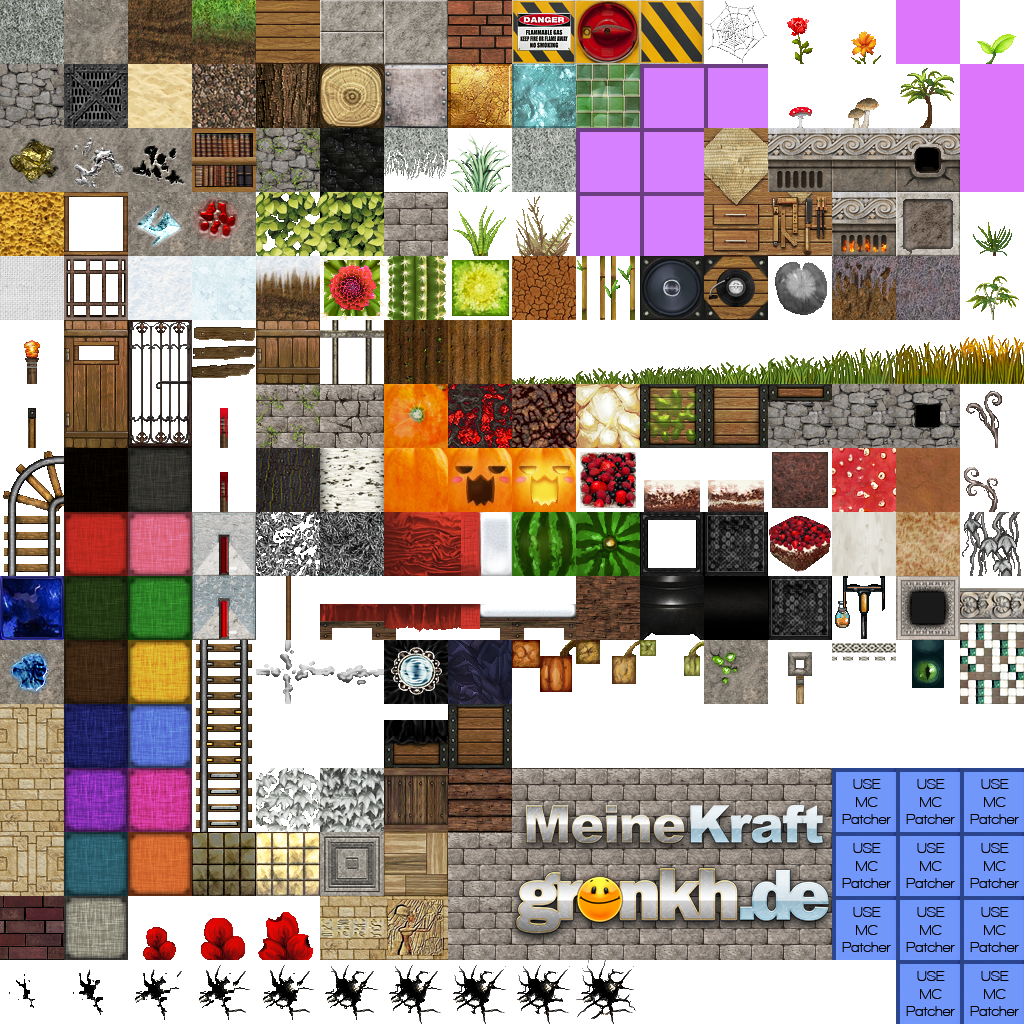 DANGER
FLAMMABLE GAS
KEEP FIRE OR FLAME AWAY
NO SMOKING
MeineKraft
gronkh.de
USE
MC
Patcher
USE
MC
Patcher
USE
MC
Patcher
USE
MC
Patcher
USE
MC
Patcher
USE
MC
Patcher
USE
MC
Patcher
USE
MC
Patcher
USE
MC
Patcher
USE
MC
Patcher
USE
MC
Patcher